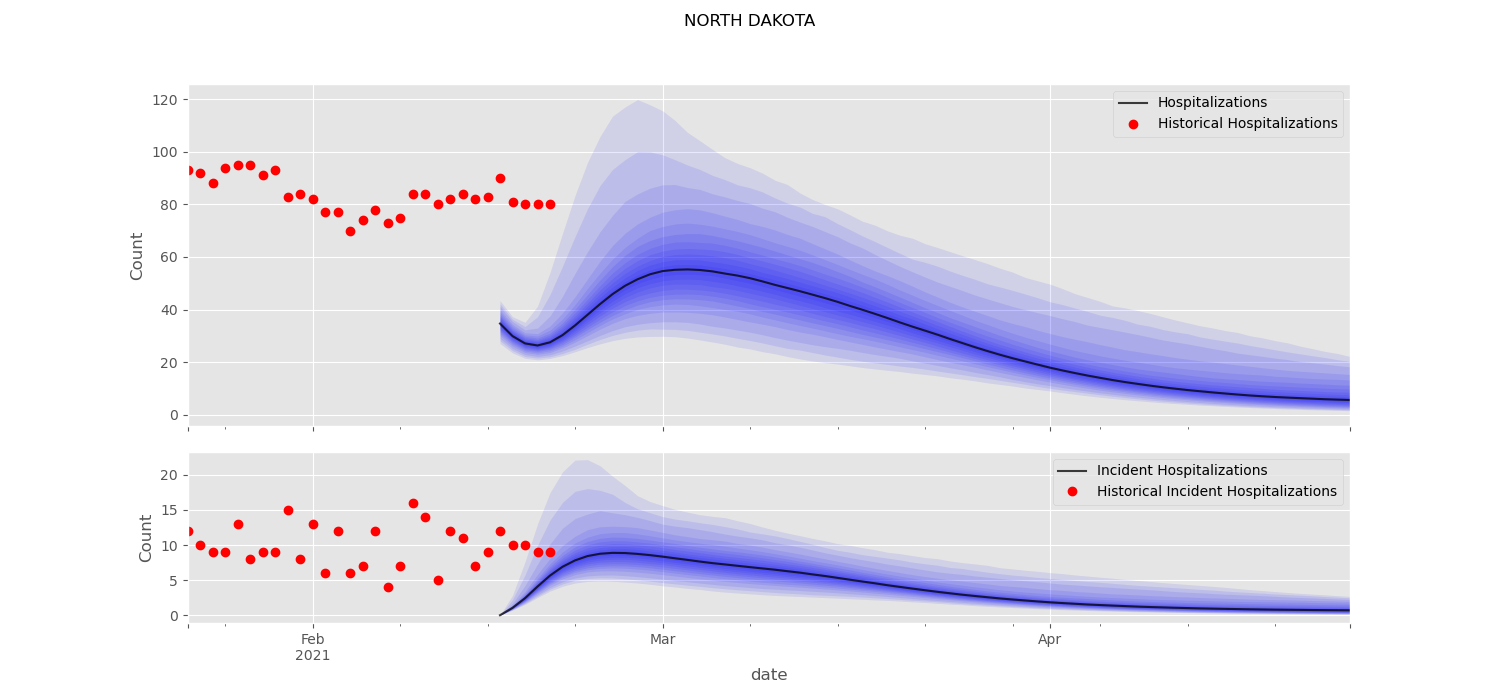 NORTH DAKOTA
120
100
80
60
40
20
0
Count
Hospitalizations
Historical Hospitalizations
20
15
10
5
0
Count
Incident Hospitalizations
Historical Incident Hospitalizations
Feb
2021
Mar
Apr
date